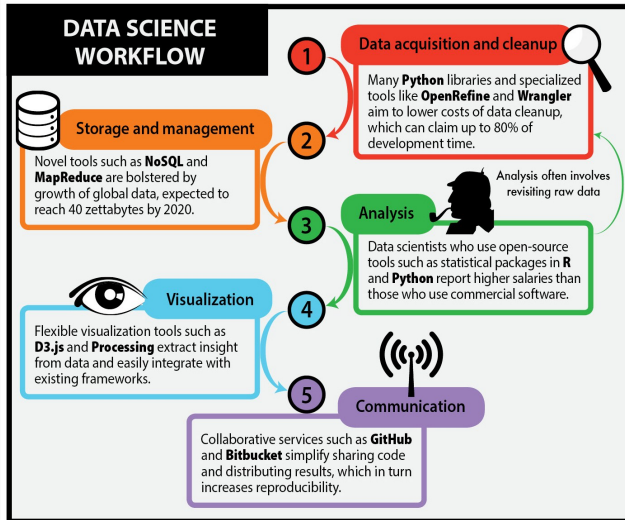 DATA SCIENCE
WORKFLOW
1
Data acquisition and cleanup
Many Python libraries and specialized
tools like OpenRefine and Wrangler
aim to lower costs of data cleanup,
which can claim up to 80% of
development time.
Storage and management
2
Novel tools such as NoSQL and
MapReduce are bolstered by
growth of global data, expected to
reach 40 zettabytes by 2020.
Analysis often involves
revisiting raw data
3
Analysis
Data scientists who use open-source
tools such as statistical packages in R
and Python report higher salaries than
those who use commercial software.
Visualization
4
Flexible visualization tools such as
D3.js and Processing extract insight
from data and easily integrate with
existing frameworks.
5
Communication
Collaborative services such as GitHub
and Bitbucket simplify sharing code
and distributing results, which in turn
increases reproducibility.